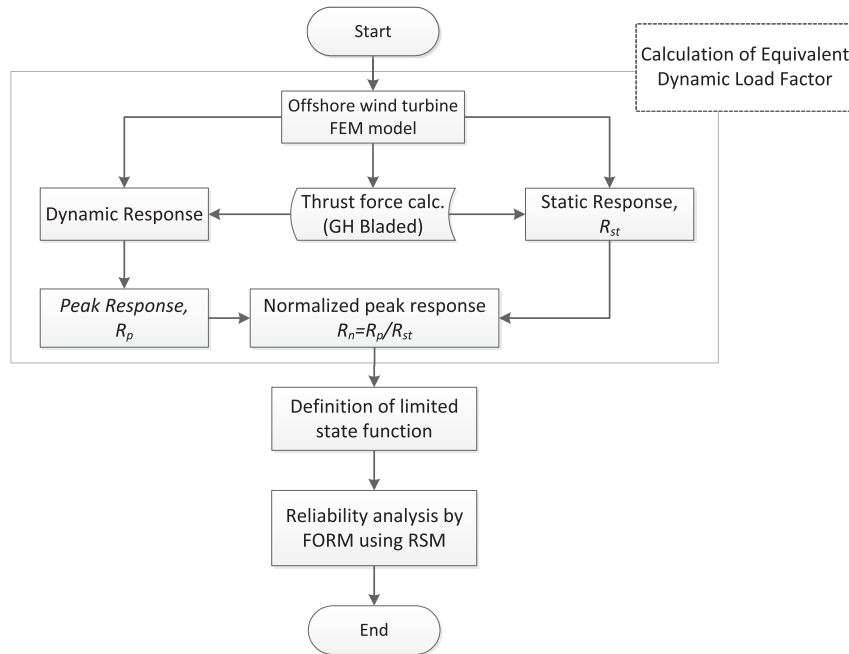 Start
Calculation of Equivalent
Dynamic Load Factor
Offshore wind turbine
FEM model
Dynamic Response
Thrust force calc.
(GH Bladed)
Static Response,
Rst
Peak Response,
Rp
Normalized peak response
Rn=Rp/Rst
Definition of limited
state function
Reliability analysis by
FORM using RSM
End